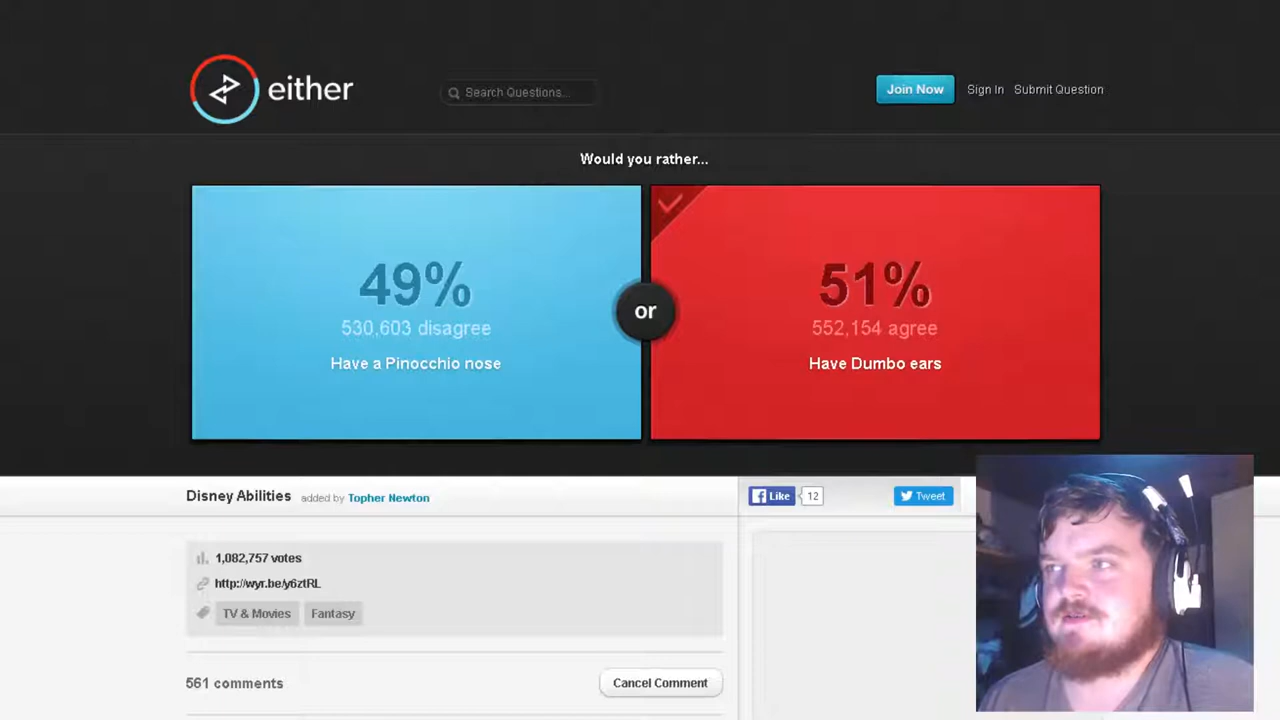 either
Search Questions...
Join Now
Sign In
Submit Question
Would you rather...
49%
530,603 disagree
Have a Pinocchio nose
or
51%
552,154 agree
Have Dumbo ears
Disney Abilities added by Topher Newton
Like 12
Tweet
1,082,757 votes
http://wyr.be/y6ztRL
TV & Movies
Fantasy
561 comments
Cancel Comment